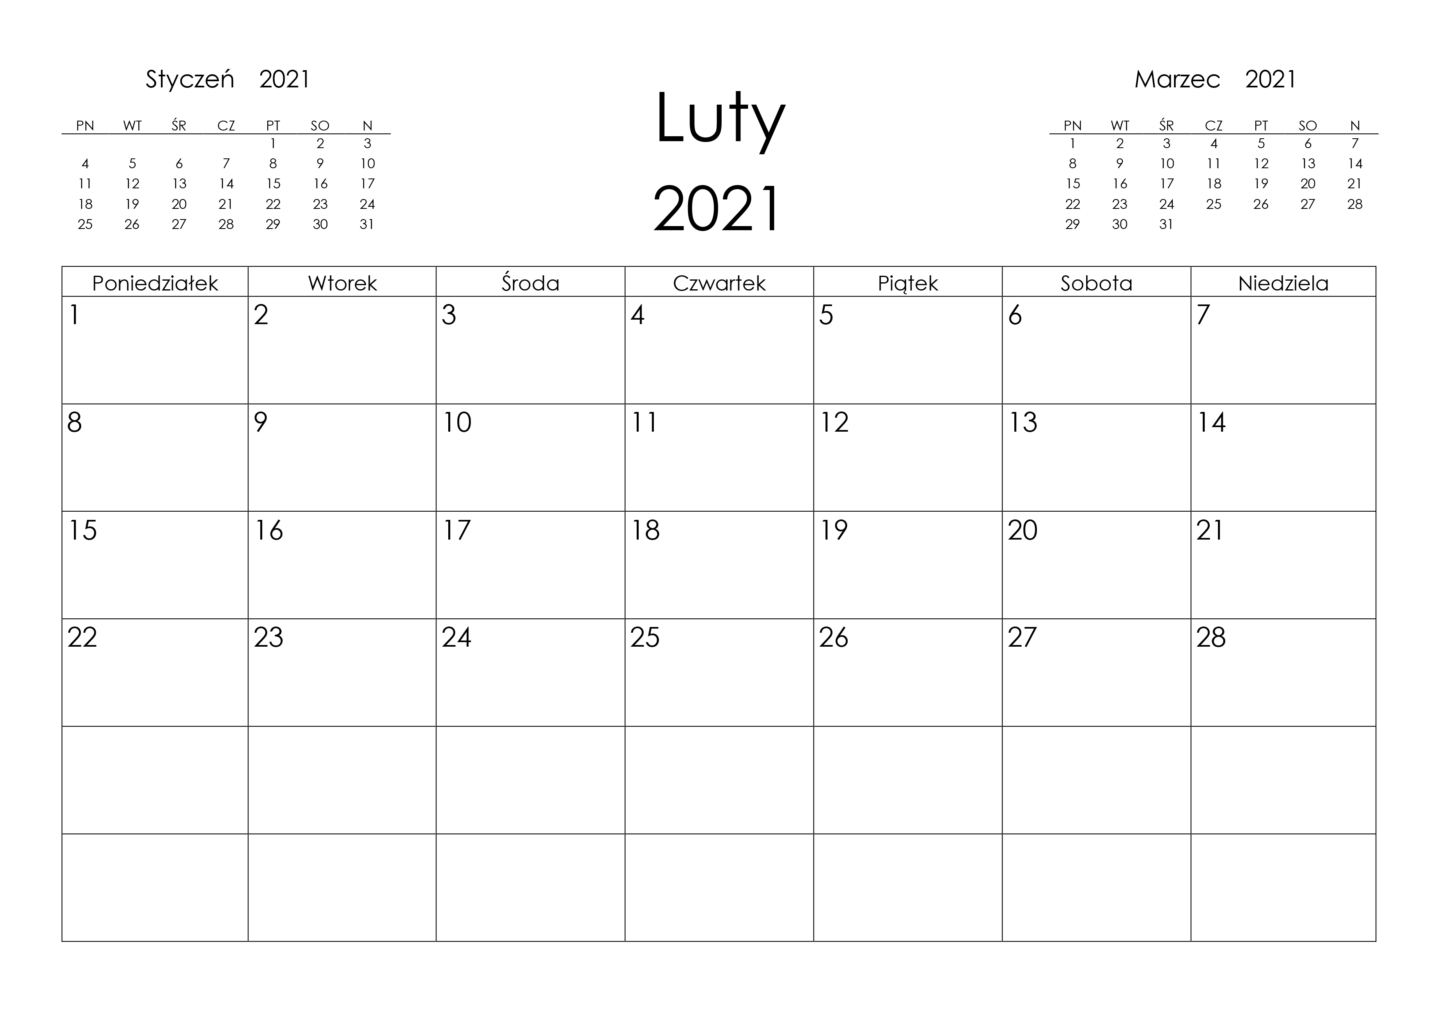 Styczeń 2021
PN WT ŚR CZ PT SO N
1 2 3
4 5 6 7 8 9 10
11 12 13 14 15 16 17
18 19 20 21 22 23 24
25 26 27 28 29 30 31
Luty
2021
Marzec 2021
PN WT ŚR CZ PT SO N
1 2 3 4 5 6 7
8 9 10 11 12 13 14
15 16 17 18 19 20 21
22 23 24 25 26 27 28
29 30 31
Poniedziałek Wtorek Środa Czwartek Piątek Sobota Niedziela
1 2 3 4 5 6 7
8 9 10 11 12 13 14
15 16 17 18 19 20 21
22 23 24 25 26 27 28